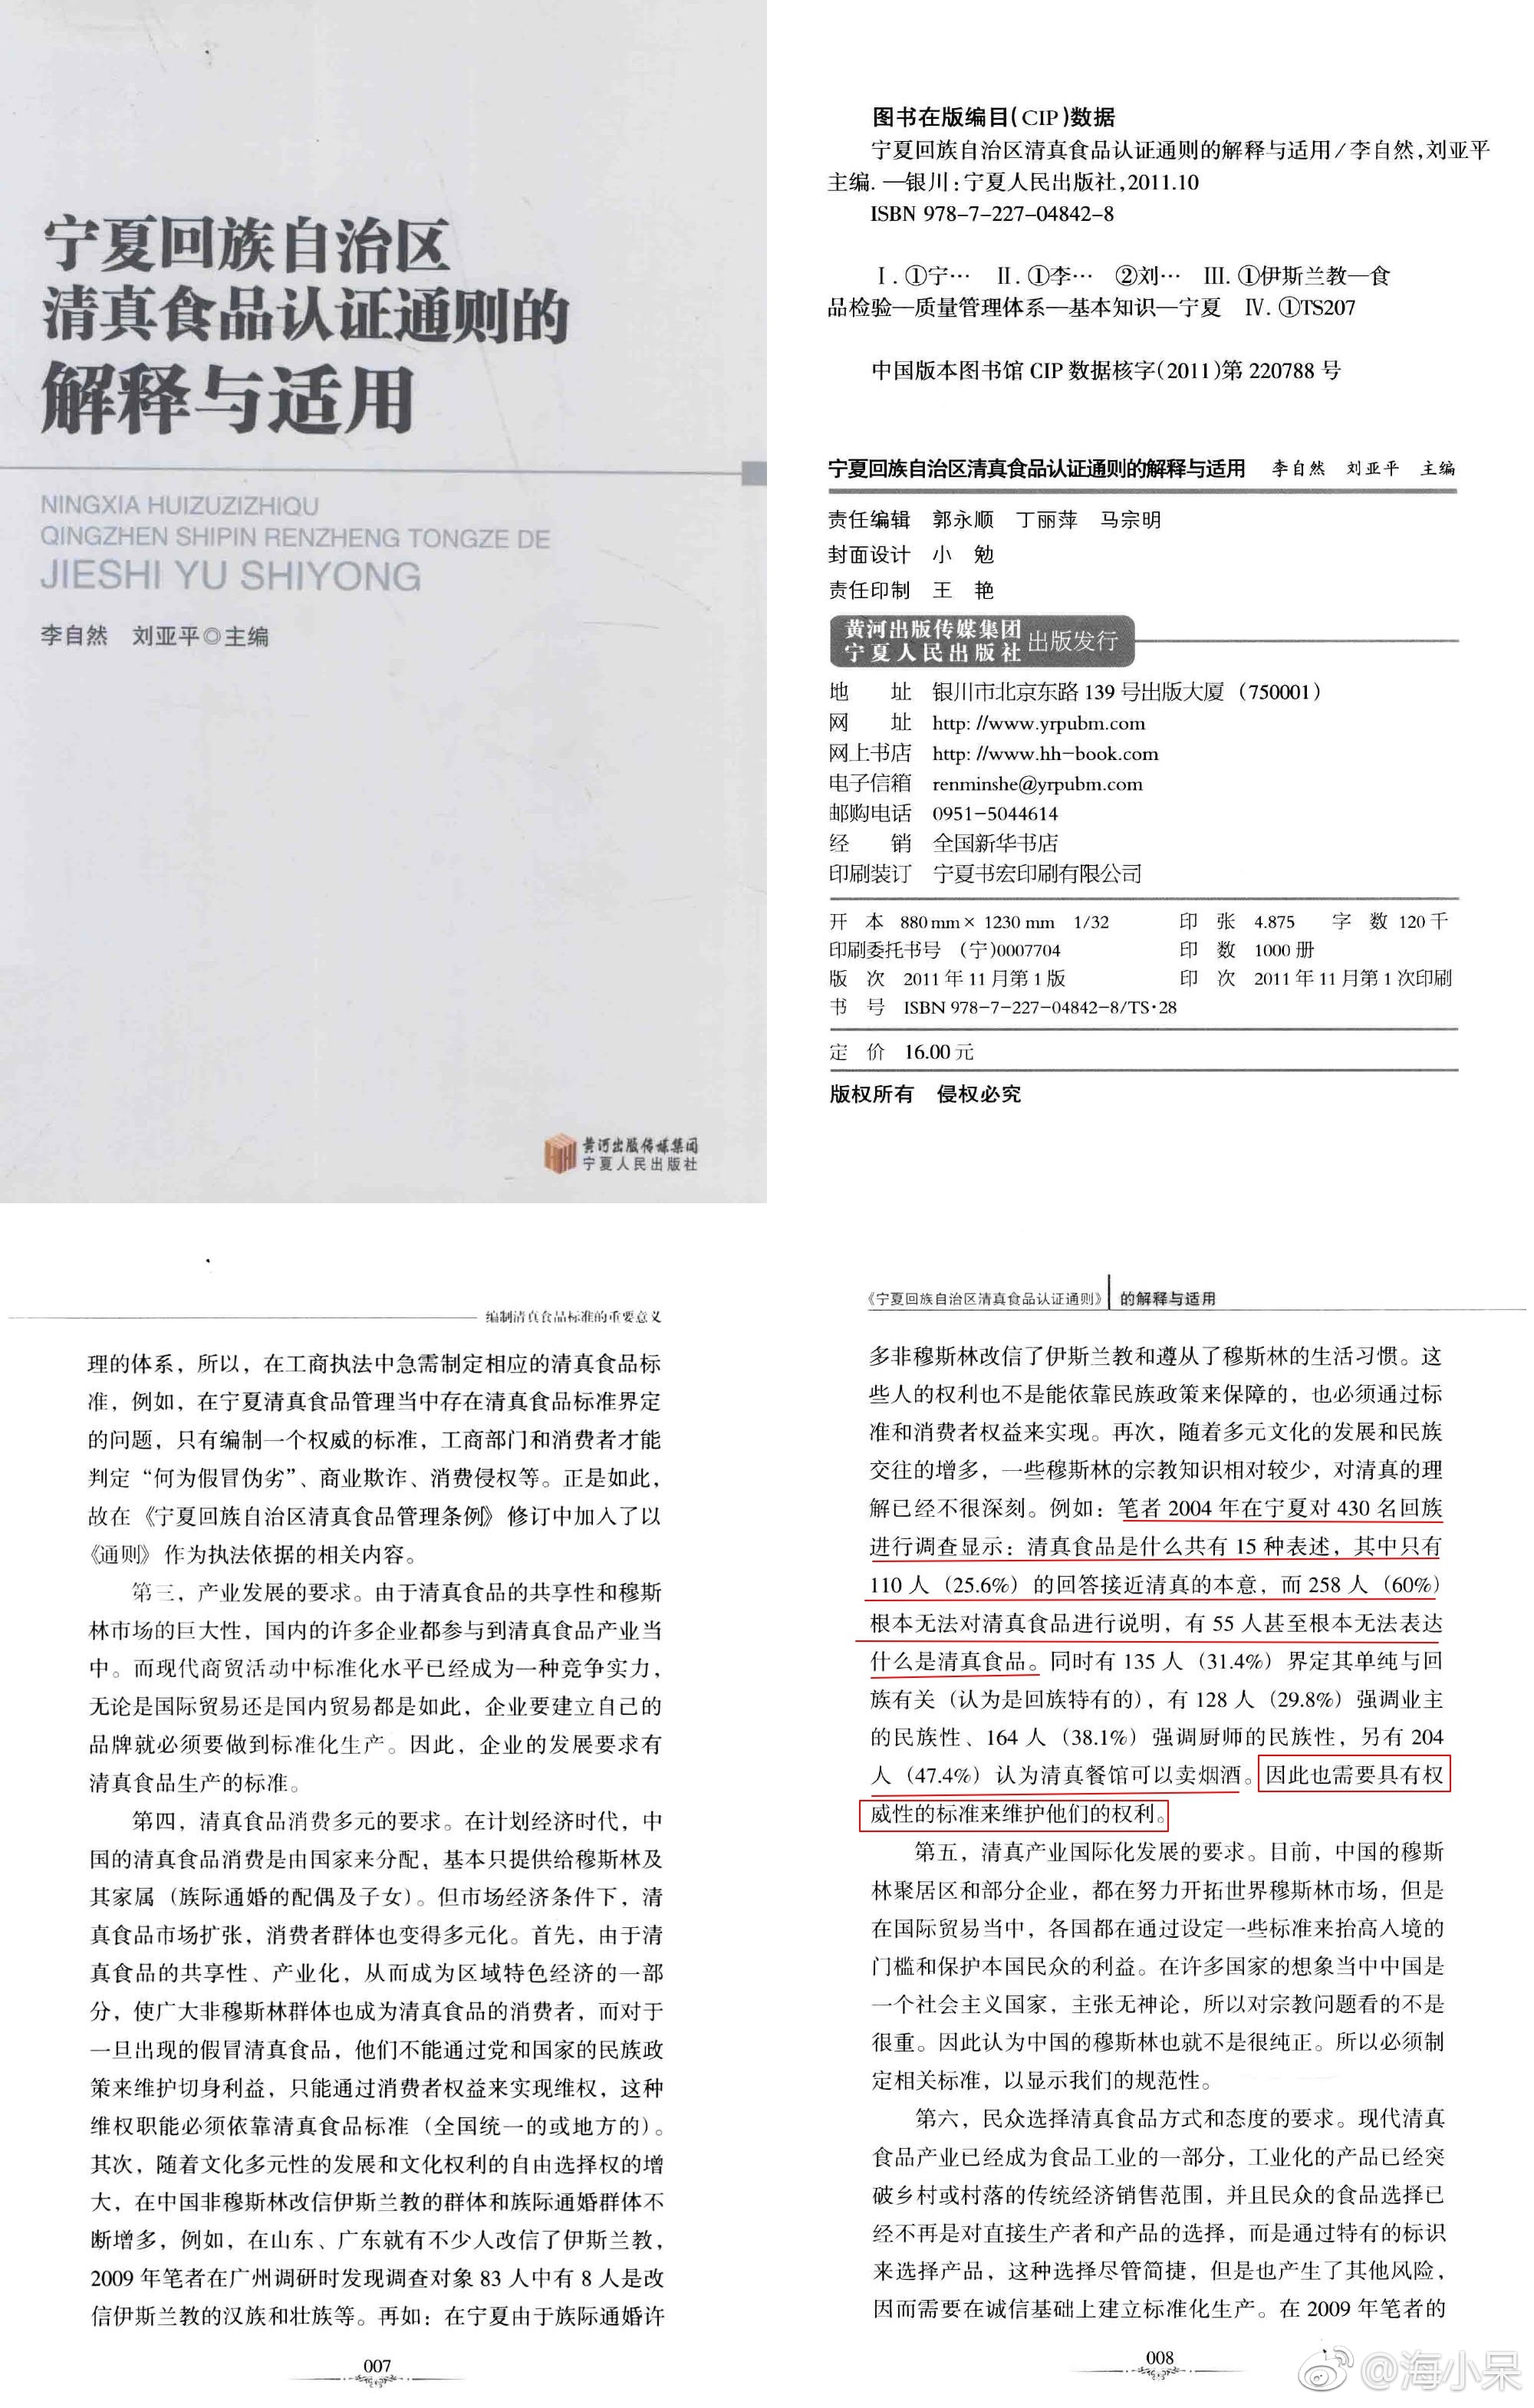 宁夏回族自治区
清真食品认证通则的
解释与适用
NINGXIA HUIZUZIZHIQU
QINGZHEN SHIPIN RENZHENG TONGZE DE
JIESHI YU SHIYONG
李自然　刘亚平◎主编
黄河出版传媒集团
宁夏人民出版社
图书在版编目(CIP)数据
宁夏回族自治区清真食品认证通则的解释与适用/李自然,刘亚平
主编. —银川:宁夏人民出版社,2011.10
ISBN 978-7-227-04842-8
Ⅰ.①宁…　Ⅱ.①李…　②刘…　Ⅲ.①伊斯兰教—食
品检验—质量管理体系—基本知识—宁夏　Ⅳ.①TS207
中国版本图书馆 CIP 数据核字(2011)第 220788 号
宁夏回族自治区清真食品认证通则的解释与适用　李自然　刘亚平　主编
责任编辑　郭永顺　丁丽萍　马宗明
封面设计　小　勉
责任印制　王　艳
黄河出版传媒集团
宁夏人民出版社　出版发行
地　　址　银川市北京东路 139 号出版大厦（750001）
网　　址　http://www.yrpubm.com
网上书店　http://www.hh-book.com
电子信箱　renminshe@yrpubm.com
邮购电话　0951-5044614
经　　销　全国新华书店
印刷装订　宁夏书宏印刷有限公司
开　本　880 mm× 1230 mm　1/32　印　张　4.875　字　数　120 千
印刷委托书号　（宁)0007704　印　数　1000 册
版　次　2011 年 11 月第 1 版　印　次　2011 年 11 月第 1 次印刷
书　号　ISBN 978-7-227-04842-8/TS·28
定　价　16.00 元
版权所有　侵权必究
编制清真食品标准的重要意义
理的体系，所以，在工商执法中急需制定相应的清真食品标
准，例如，在宁夏清真食品管理当中存在清真食品标准界定
的问题，只有编制一个权威的标准，工商部门和消费者才能
判定“何为假冒伪劣”、商业欺诈、消费侵权等。正是如此，
故在《宁夏回族自治区清真食品管理条例》修订中加入了以
《通则》作为执法依据的相关内容。
第三，产业发展的要求。由于清真食品的共享性和穆斯
林市场的巨大性，国内的许多企业都参与到清真食品产业当
中。而现代商贸活动中标准化水平已经成为一种竞争实力，
无论是国际贸易还是国内贸易都是如此，企业要建立自己的
品牌就必须要做到标准化生产。因此，企业的发展要求有
清真食品生产的标准。
第四，清真食品消费多元的要求。在计划经济时代，中
国的清真食品消费是由国家来分配，基本只提供给穆斯林及
其家属（族际通婚的配偶及子女）。但市场经济条件下，清
真食品市场扩张，消费者群体也变得多元化。首先，由于清
真食品的共享性、产业化，从而成为区域特色经济的一部
分，使广大非穆斯林群体也成为清真食品的消费者，而对于
一旦出现的假冒清真食品，他们不能通过党和国家的民族政
策来维护切身利益，只能通过消费者权益来实现维权，这种
维权职能必须依靠清真食品标准（全国统一的或地方的）。
其次，随着文化多元性的发展和文化权利的自由选择权的增
大，在中国非穆斯林改信伊斯兰教的群体和族际通婚群体不
断增多，例如，在山东、广东就有不少人改信了伊斯兰教，
2009 年笔者在广州调研时发现调查对象 83 人中有 8 人是改
信伊斯兰教的汉族和壮族等。再如：在宁夏由于族际通婚许
007
《宁夏回族自治区清真食品认证通则》的解释与适用
多非穆斯林改信了伊斯兰教和遵从了穆斯林的生活习惯。这
些人的权利也不是能依靠民族政策来保障的，也必须通过标
准和消费者权益来实现。再次，随着多元文化的发展和民族
交往的增多，一些穆斯林的宗教知识相对较少，对清真的理
解已经不很深刻。例如：笔者 2004 年在宁夏对 430 名回族
进行调查显示：清真食品是什么共有 15 种表述，其中只有
110 人（25.6%）的回答接近清真的本意，而 258 人（60%）
根本无法对清真食品进行说明，有 55 人甚至根本无法表达
什么是清真食品。同时有 135 人（31.4%）界定其单纯与回
族有关（认为是回族特有的），有 128 人（29.8%）强调业主
的民族性、164 人（38.1%）强调厨师的民族性，另有 204
人（47.4%）认为清真餐馆可以卖烟酒。因此也需要具有权
威性的标准来维护他们的权利。
第五，清真产业国际化发展的要求。目前，中国的穆斯
林聚居区和部分企业，都在努力开拓世界穆斯林市场，但是
在国际贸易当中，各国都在通过设定一些标准来抬高人境的
门槛和保护本国民众的利益。在许多国家的想象当中中国是
一个社会主义国家，主张无神论，所以对宗教问题看的不是
很重。因此认为中国的穆斯林也就不是很纯正。所以必须制
定相关标准，以显示我们的规范性。
第六，民众选择清真食品方式和态度的要求。现代清真
食品产业已经成为食品工业的一部分，工业化的产品已经突
破乡村或村落的传统经济销售范围，并且民众的食品选择已
经不再是对直接生产者和产品的选择，而是通过特有的标识
来选择产品，这种选择尽管简捷，但是也产生了其他风险，
因而需要在诚信基础上建立标准化生产。在 2009 年笔者的
008
@海小呆